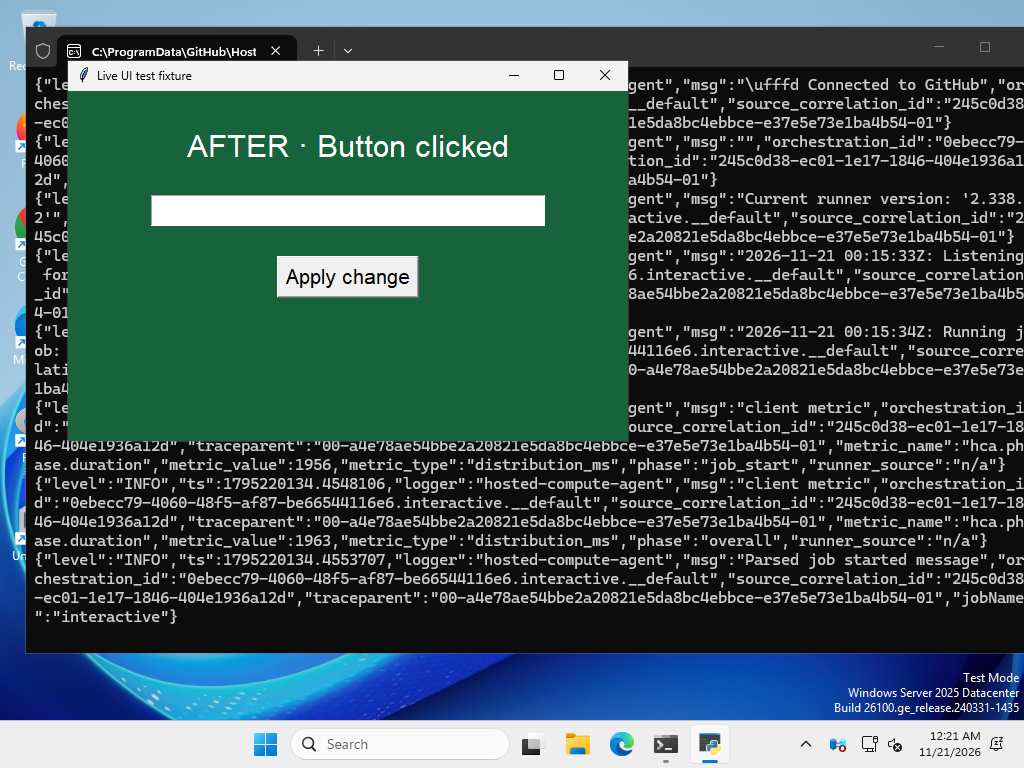 C:\ProgramData\GitHub\Host
Live UI test fixture
AFTER · Button clicked
Apply change
{"le
gent","msg":"\ufffd Connected to GitHub","or
ches
__default","source_correlation_id":"245c0d38
-ec0
e5da8bc4ebbce-e37e5e73e1ba4b54-01"}
{"le
gent","msg":"","orchestration_id":"0ebecc79-
4060
tion_id":"245c0d38-ec01-1e17-1846-404e1936a1
2d",
ba4b54-01"}
{"le
gent","msg":"Current runner version: '2.338.
2'",
active.__default","source_correlation_id":"2
45c0
e2a20821e5da8bc4ebbce-e37e5e73e1ba4b54-01"}
{"le
gent","msg":"2026-11-21 00:15:33Z: Listening
for
6.interactive.__default","source_correlation
_id"
8ae54bbe2a20821e5da8bc4ebbce-e37e5e73e1ba4b5
4-01
{"le
gent","msg":"2026-11-21 00:15:34Z: Running j
ob:
44116e6.interactive.__default","source_corre
lati
0-a4e78ae54bbe2a20821e5da8bc4ebbce-e37e5e73e
1ba4
{"le
gent","msg":"client metric","orchestration_i
d":"
ource_correlation_id":"245c0d38-ec01-1e17-18
46-404e1936a12d","traceparent":"00-a4e78ae54bbe2a20821e5da8bc4ebbce-e37e5e73e1ba4b54-01","metric_name":"hca.ph
ase.duration","metric_value":1956,"metric_type":"distribution_ms","phase":"job_start","runner_source":"n/a"}
{"level":"INFO","ts":1795220134.4548106,"logger":"hosted-compute-agent","msg":"client metric","orchestration_i
d":"0ebecc79-4060-48f5-af87-be66544116e6.interactive.__default","source_correlation_id":"245c0d38-ec01-1e17-18
46-404e1936a12d","traceparent":"00-a4e78ae54bbe2a20821e5da8bc4ebbce-e37e5e73e1ba4b54-01","metric_name":"hca.ph
ase.duration","metric_value":1963,"metric_type":"distribution_ms","phase":"overall","runner_source":"n/a"}
{"level":"INFO","ts":1795220134.4553707,"logger":"hosted-compute-agent","msg":"Parsed job started message","or
chestration_id":"0ebecc79-4060-48f5-af87-be66544116e6.interactive.__default","source_correlation_id":"245c0d38
-ec01-1e17-1846-404e1936a12d","traceparent":"00-a4e78ae54bbe2a20821e5da8bc4ebbce-e37e5e73e1ba4b54-01","jobName
":"interactive"}
Test Mode
Windows Server 2025 Datacenter
Build 26100.ge_release.240331-1435
Search
12:21 AM
11/21/2026